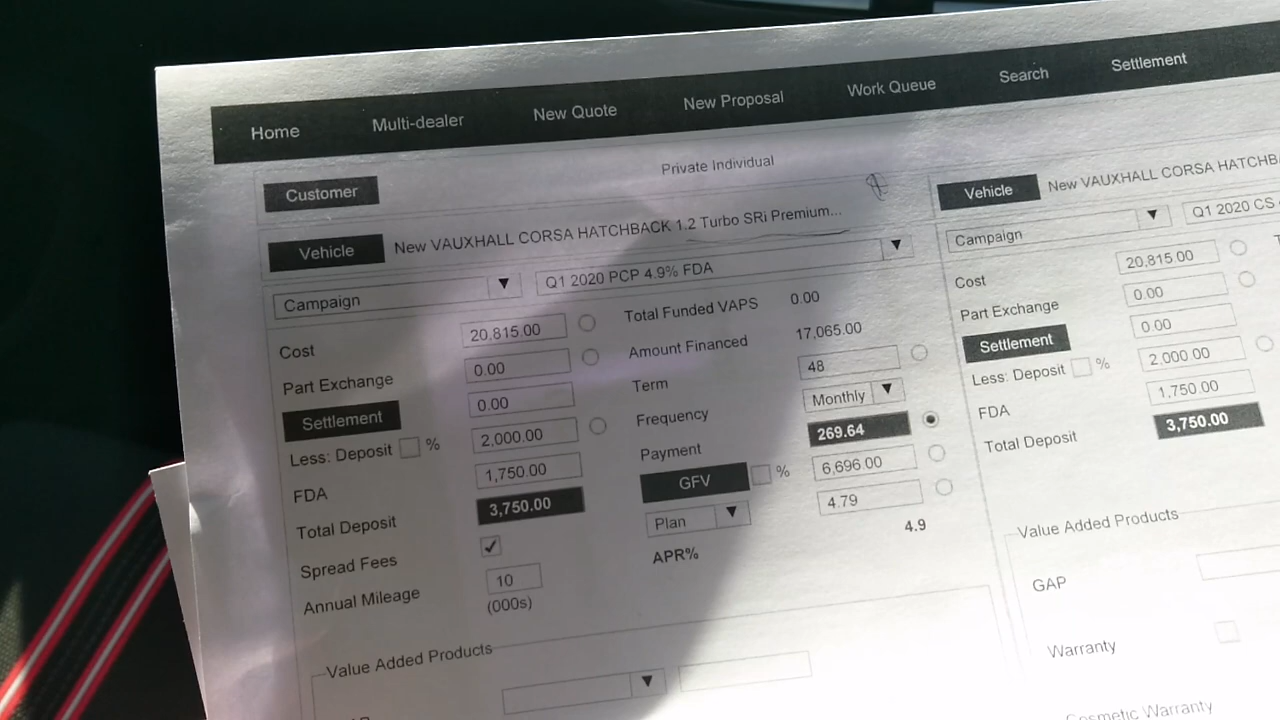 Home Multi-dealer New Quote New Proposal Work Queue Search Settlement
Private Individual
Customer
Vehicle New VAUXHALL CORSA HATCHBACK 1.2 Turbo SRi Premium...
Campaign Q1 2020 PCP 4.9% FDA
Cost 20,815.00 Total Funded VAPS 0.00
Part Exchange 0.00 Amount Financed 17,065.00
Settlement 0.00 Term 48
Less: Deposit % 2,000.00 Frequency Monthly
FDA 1,750.00 Payment 269.64
Total Deposit 3,750.00 GFV % 6,696.00
Spread Fees Plan 4.79
Annual Mileage 10 APR% 4.9
(000s)
Value Added Products
Vehicle New VAUXHALL CORSA HATCHBA
Campaign Q1 2020 CS
Cost 20,815.00
Part Exchange 0.00
Settlement 0.00
Less: Deposit % 2,000.00
FDA 1,750.00
Total Deposit 3,750.00
Value Added Products
GAP
Warranty
Cosmetic Warranty